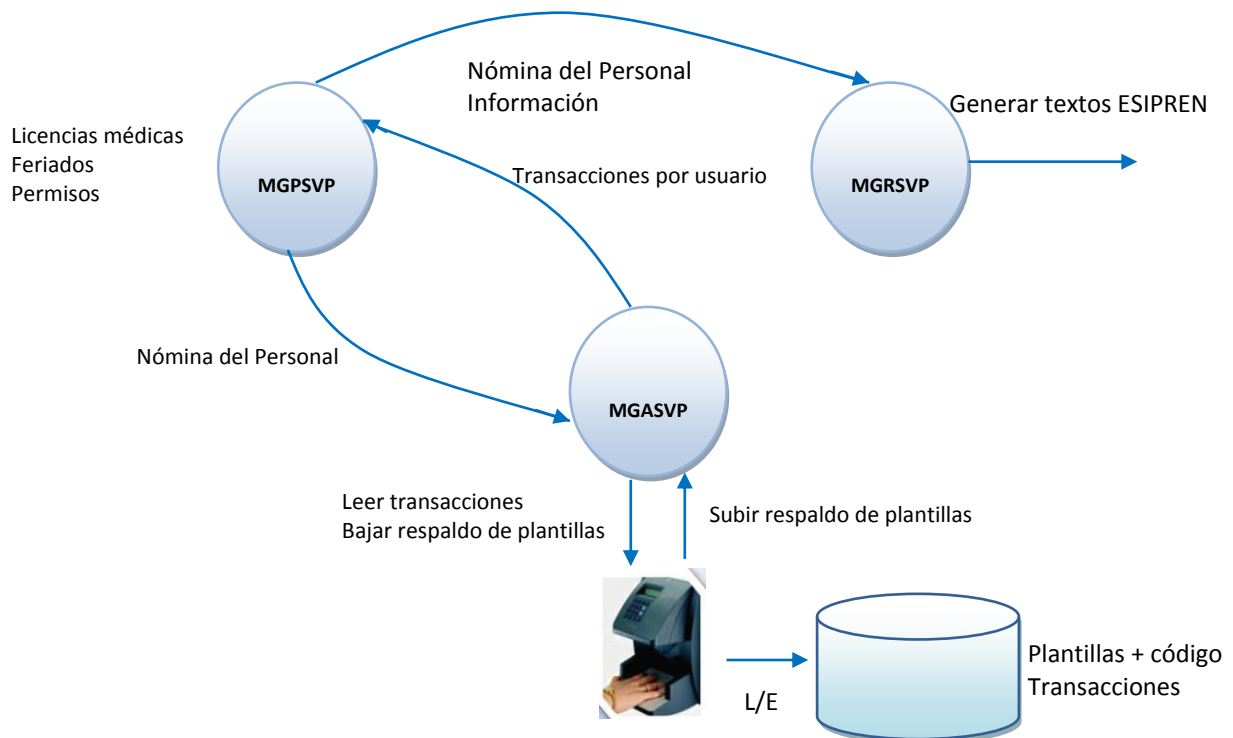 Nómina del Personal
Información
Generar textos ESIPREN
Licencias médicas
Feriados
Permisos
MGPSVP
Transacciones por usuario
MGRSVP
Nómina del Personal
MGASVP
Leer transacciones
Bajar respaldo de plantillas
Subir respaldo de plantillas
L/E
Plantillas + código
Transacciones